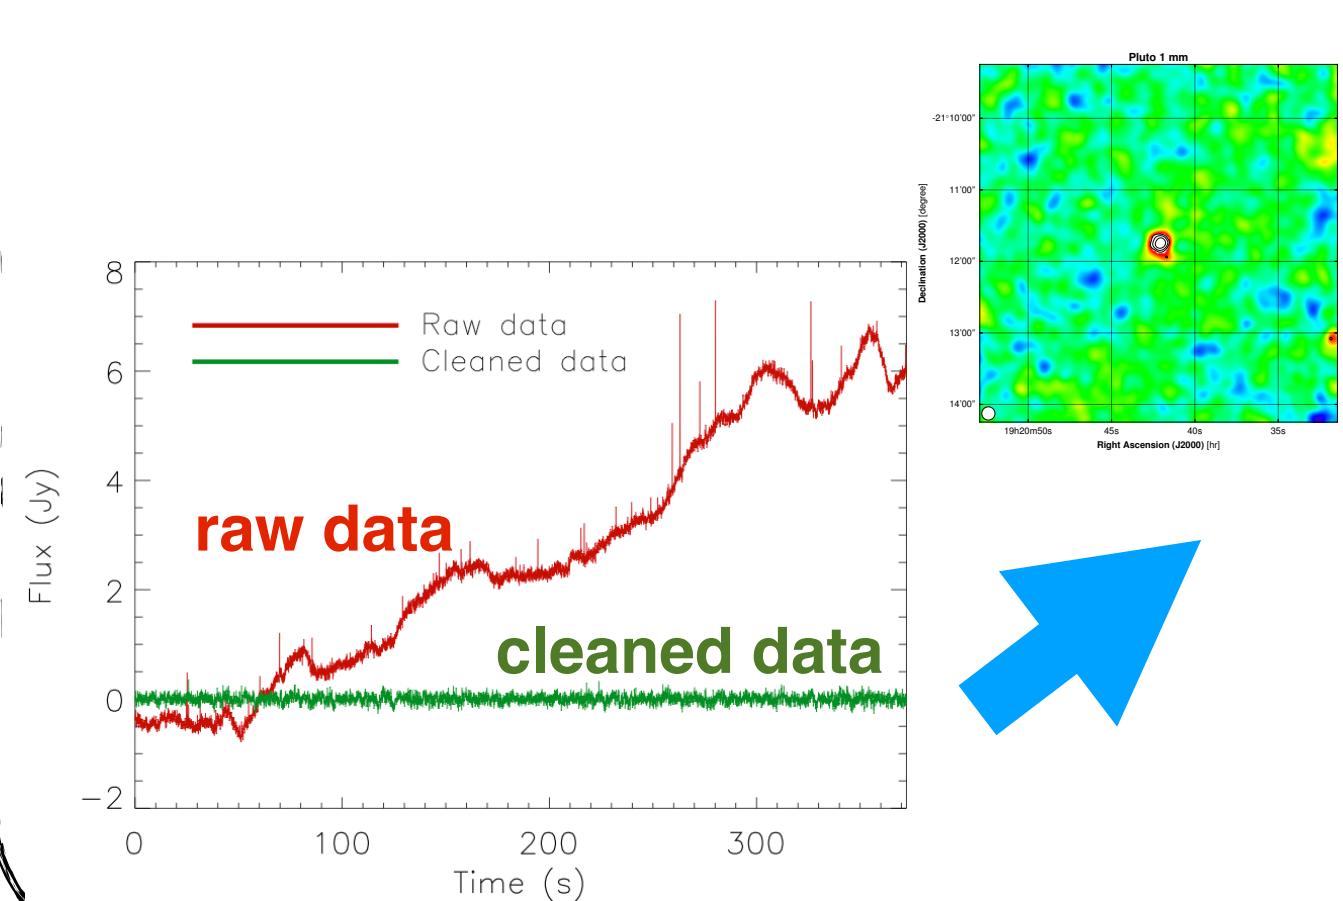 Pluto 1 mm
-21°10'00"
11'00"
12'00"
13'00"
14'00"
Declination (J2000) [degree]
19h20m50s 45s 40s 35s
Right Ascension (J2000) [hr]
8
6
4
2
0
−2
Flux (Jy)
Raw data
Cleaned data
raw data
cleaned data
0 100 200 300
Time (s)